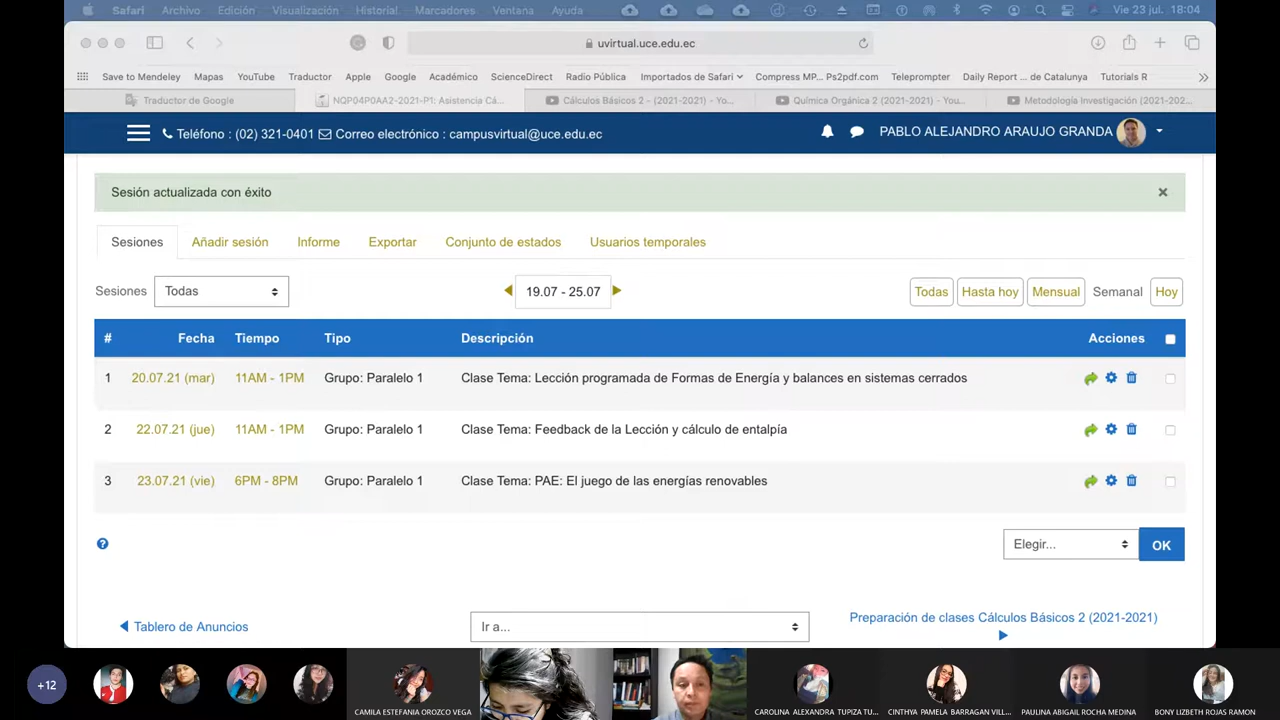 Safari Archivo Edición Visualización Historial Marcadores Ventana Ayuda Vie 23 jul. 18:04
uvirtual.uce.edu.ec
Save to Mendeley Mapas YouTube Traductor Apple Google Académico ScienceDirect Radio Pública Importados de Safari Compress MP... Ps2pdf.com Teleprompter Daily Report ... de Catalunya Tutorials R
Traductor de Google NQP04P0AA2-2021-P1: Asistencia Cá... Cálculos Básicos 2 - (2021-2021) - Yo... Química Orgánica 2 (2021-2021) - You... Metodología Investigación (2021-202...
Teléfono : (02) 321-0401 Correo electrónico : campusvirtual@uce.edu.ec PABLO ALEJANDRO ARAUJO GRANDA
Sesión actualizada con éxito ×
Sesiones Añadir sesión Informe Exportar Conjunto de estados Usuarios temporales
Sesiones Todas 19.07 - 25.07 Todas Hasta hoy Mensual Semanal Hoy
# Fecha Tiempo Tipo Descripción Acciones
1 20.07.21 (mar) 11AM - 1PM Grupo: Paralelo 1 Clase Tema: Lección programada de Formas de Energía y balances en sistemas cerrados
2 22.07.21 (jue) 11AM - 1PM Grupo: Paralelo 1 Clase Tema: Feedback de la Lección y cálculo de entalpía
3 23.07.21 (vie) 6PM - 8PM Grupo: Paralelo 1 Clase Tema: PAE: El juego de las energías renovables
Elegir... OK
Tablero de Anuncios Ir a... Preparación de clases Cálculos Básicos 2 (2021-2021)
+12 CAMILA ESTEFANIA OROZCO VEGA CAROLINA ALEXANDRA TUPIZA TU... CINTHYA PAMELA BARRAGAN VILL... PAULINA ABIGAIL ROCHA MEDINA BONY LIZBETH ROJAS RAMON